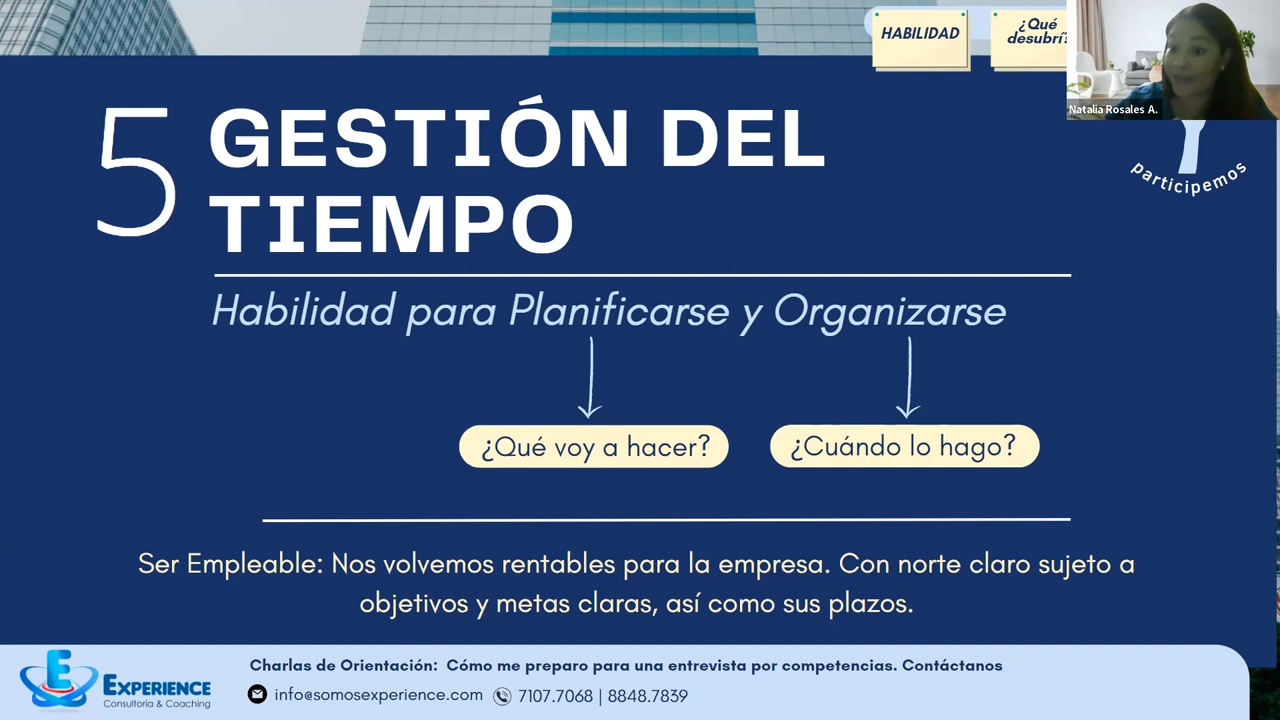 HABILIDAD
¿Qué
desubrí?
Natalia Rosales A.
participemos
5
GESTIÓN DEL
TIEMPO
Habilidad para Planificarse y Organizarse
¿Qué voy a hacer?
¿Cuándo lo hago?
Ser Empleable: Nos volvemos rentables para la empresa. Con norte claro sujeto a
objetivos y metas claras, así como sus plazos.
E
EXPERIENCE
Consultoría & Coaching
Charlas de Orientación: Cómo me preparo para una entrevista por competencias. Contáctanos
info@somosexperience.com
7107.7068 | 8848.7839